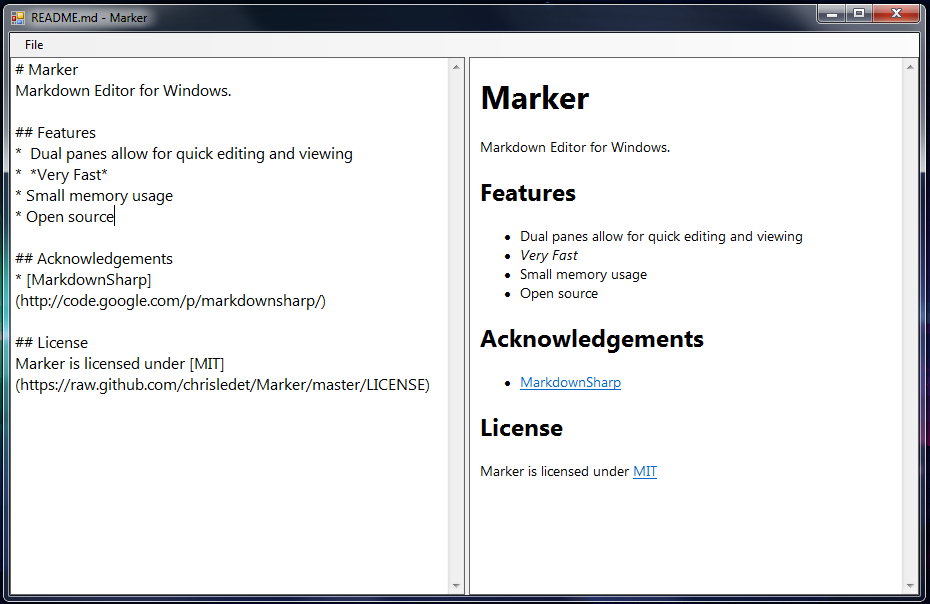 README.md - Marker
File
# Marker
Markdown Editor for Windows.
## Features
*  Dual panes allow for quick editing and viewing
*  *Very Fast*
* Small memory usage
* Open source
## Acknowledgements
* [MarkdownSharp]
(http://code.google.com/p/markdownsharp/)
## License
Marker is licensed under [MIT]
(https://raw.github.com/chrisledet/Marker/master/LICENSE)
Marker
Markdown Editor for Windows.
Features
• Dual panes allow for quick editing and viewing
• Very Fast
• Small memory usage
• Open source
Acknowledgements
• MarkdownSharp
License
Marker is licensed under MIT